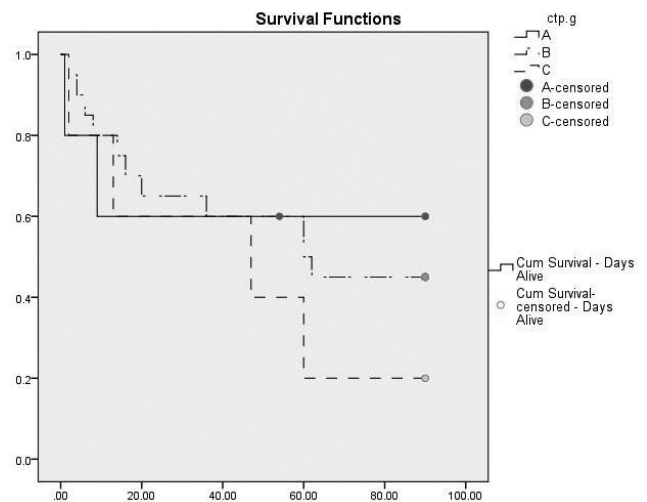 Survival Functions
ctp.g
A
B
C
A-censored
B-censored
C-censored
Cum Survival - Days
Alive
Cum Survival-
censored - Days
Alive
1.0
0.8
0.6
0.4
0.2
0.0
.00
20.00
40.00
60.00
80.00
100.00